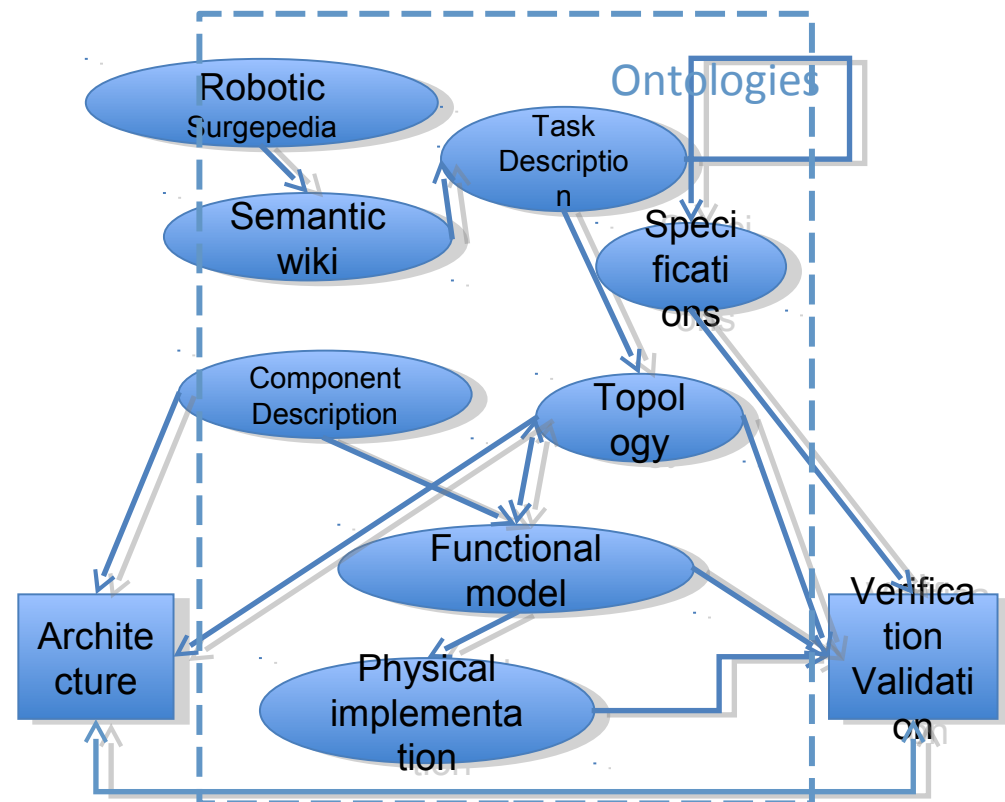 Ontologies
Robotic
Surgepedia
Task
Descriptio
n
Semantic
wiki
Speci
ficati
ons
Component
Description
Topol
ogy
Functional
model
Archite
cture
Verifica
tion
Validati
on
Physical
implementa
tion